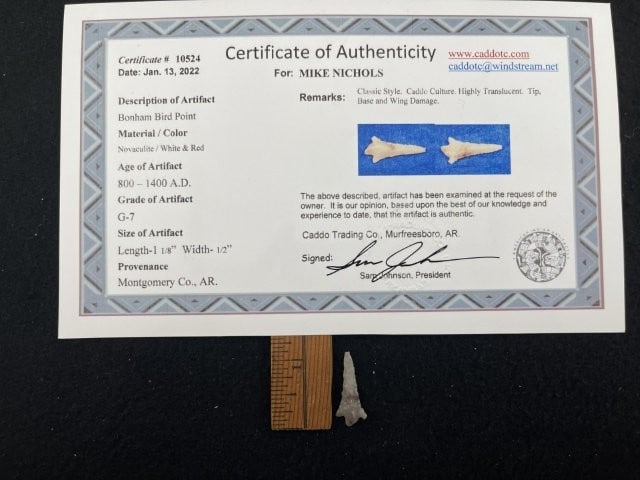 Certificate # 10524
Date: Jan. 13, 2022
Certificate of Authenticity
For: MIKE NICHOLS
www.caddotc.com
caddotc@windstream.net
Description of Artifact
Bonham Bird Point
Material / Color
Novaculite / White & Red
Age of Artifact
800 – 1400 A.D.
Grade of Artifact
G-7
Size of Artifact
Length-1 1/8" Width- 1/2"
Provenance
Montgomery Co., AR.
Remarks: Classic Style. Caddo Culture. Highly Translucent. Tip,
Base and Wing Damage.
The above described, artifact has been examined at the request of the
owner. It is our opinion, based upon the best of our knowledge and
experience to date, that the artifact is authentic.
Caddo Trading Co., Murfreesboro, AR.
Signed: Sam Johnson
Sam Johnson, President